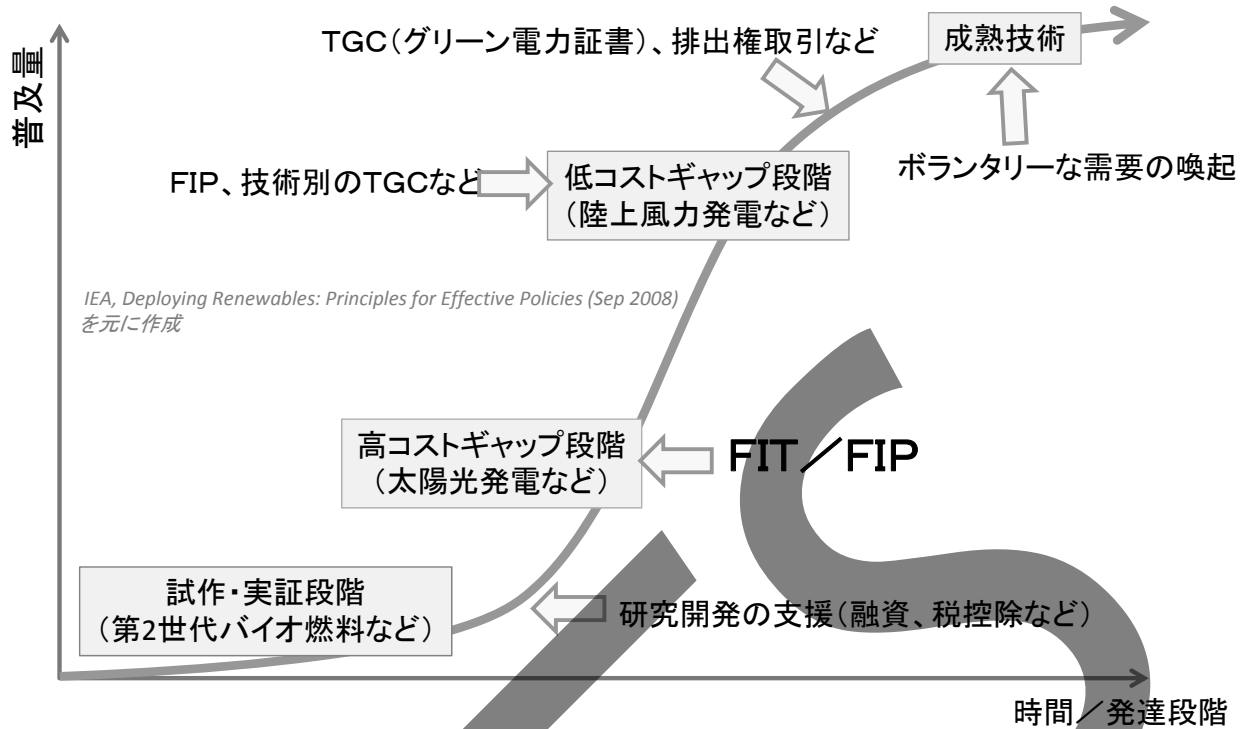 普及量
TGC（グリーン電力証書）、排出権取引など
成熟技術
ボランタリーな需要の喚起
FIP、技術別のTGCなど
低コストギャップ段階
（陸上風力発電など）
IEA, Deploying Renewables: Principles for Effective Policies (Sep 2008)
を元に作成
高コストギャップ段階
（太陽光発電など）
FIT／FIP
試作・実証段階
（第2世代バイオ燃料など）
研究開発の支援（融資、税控除など）
時間／発達段階